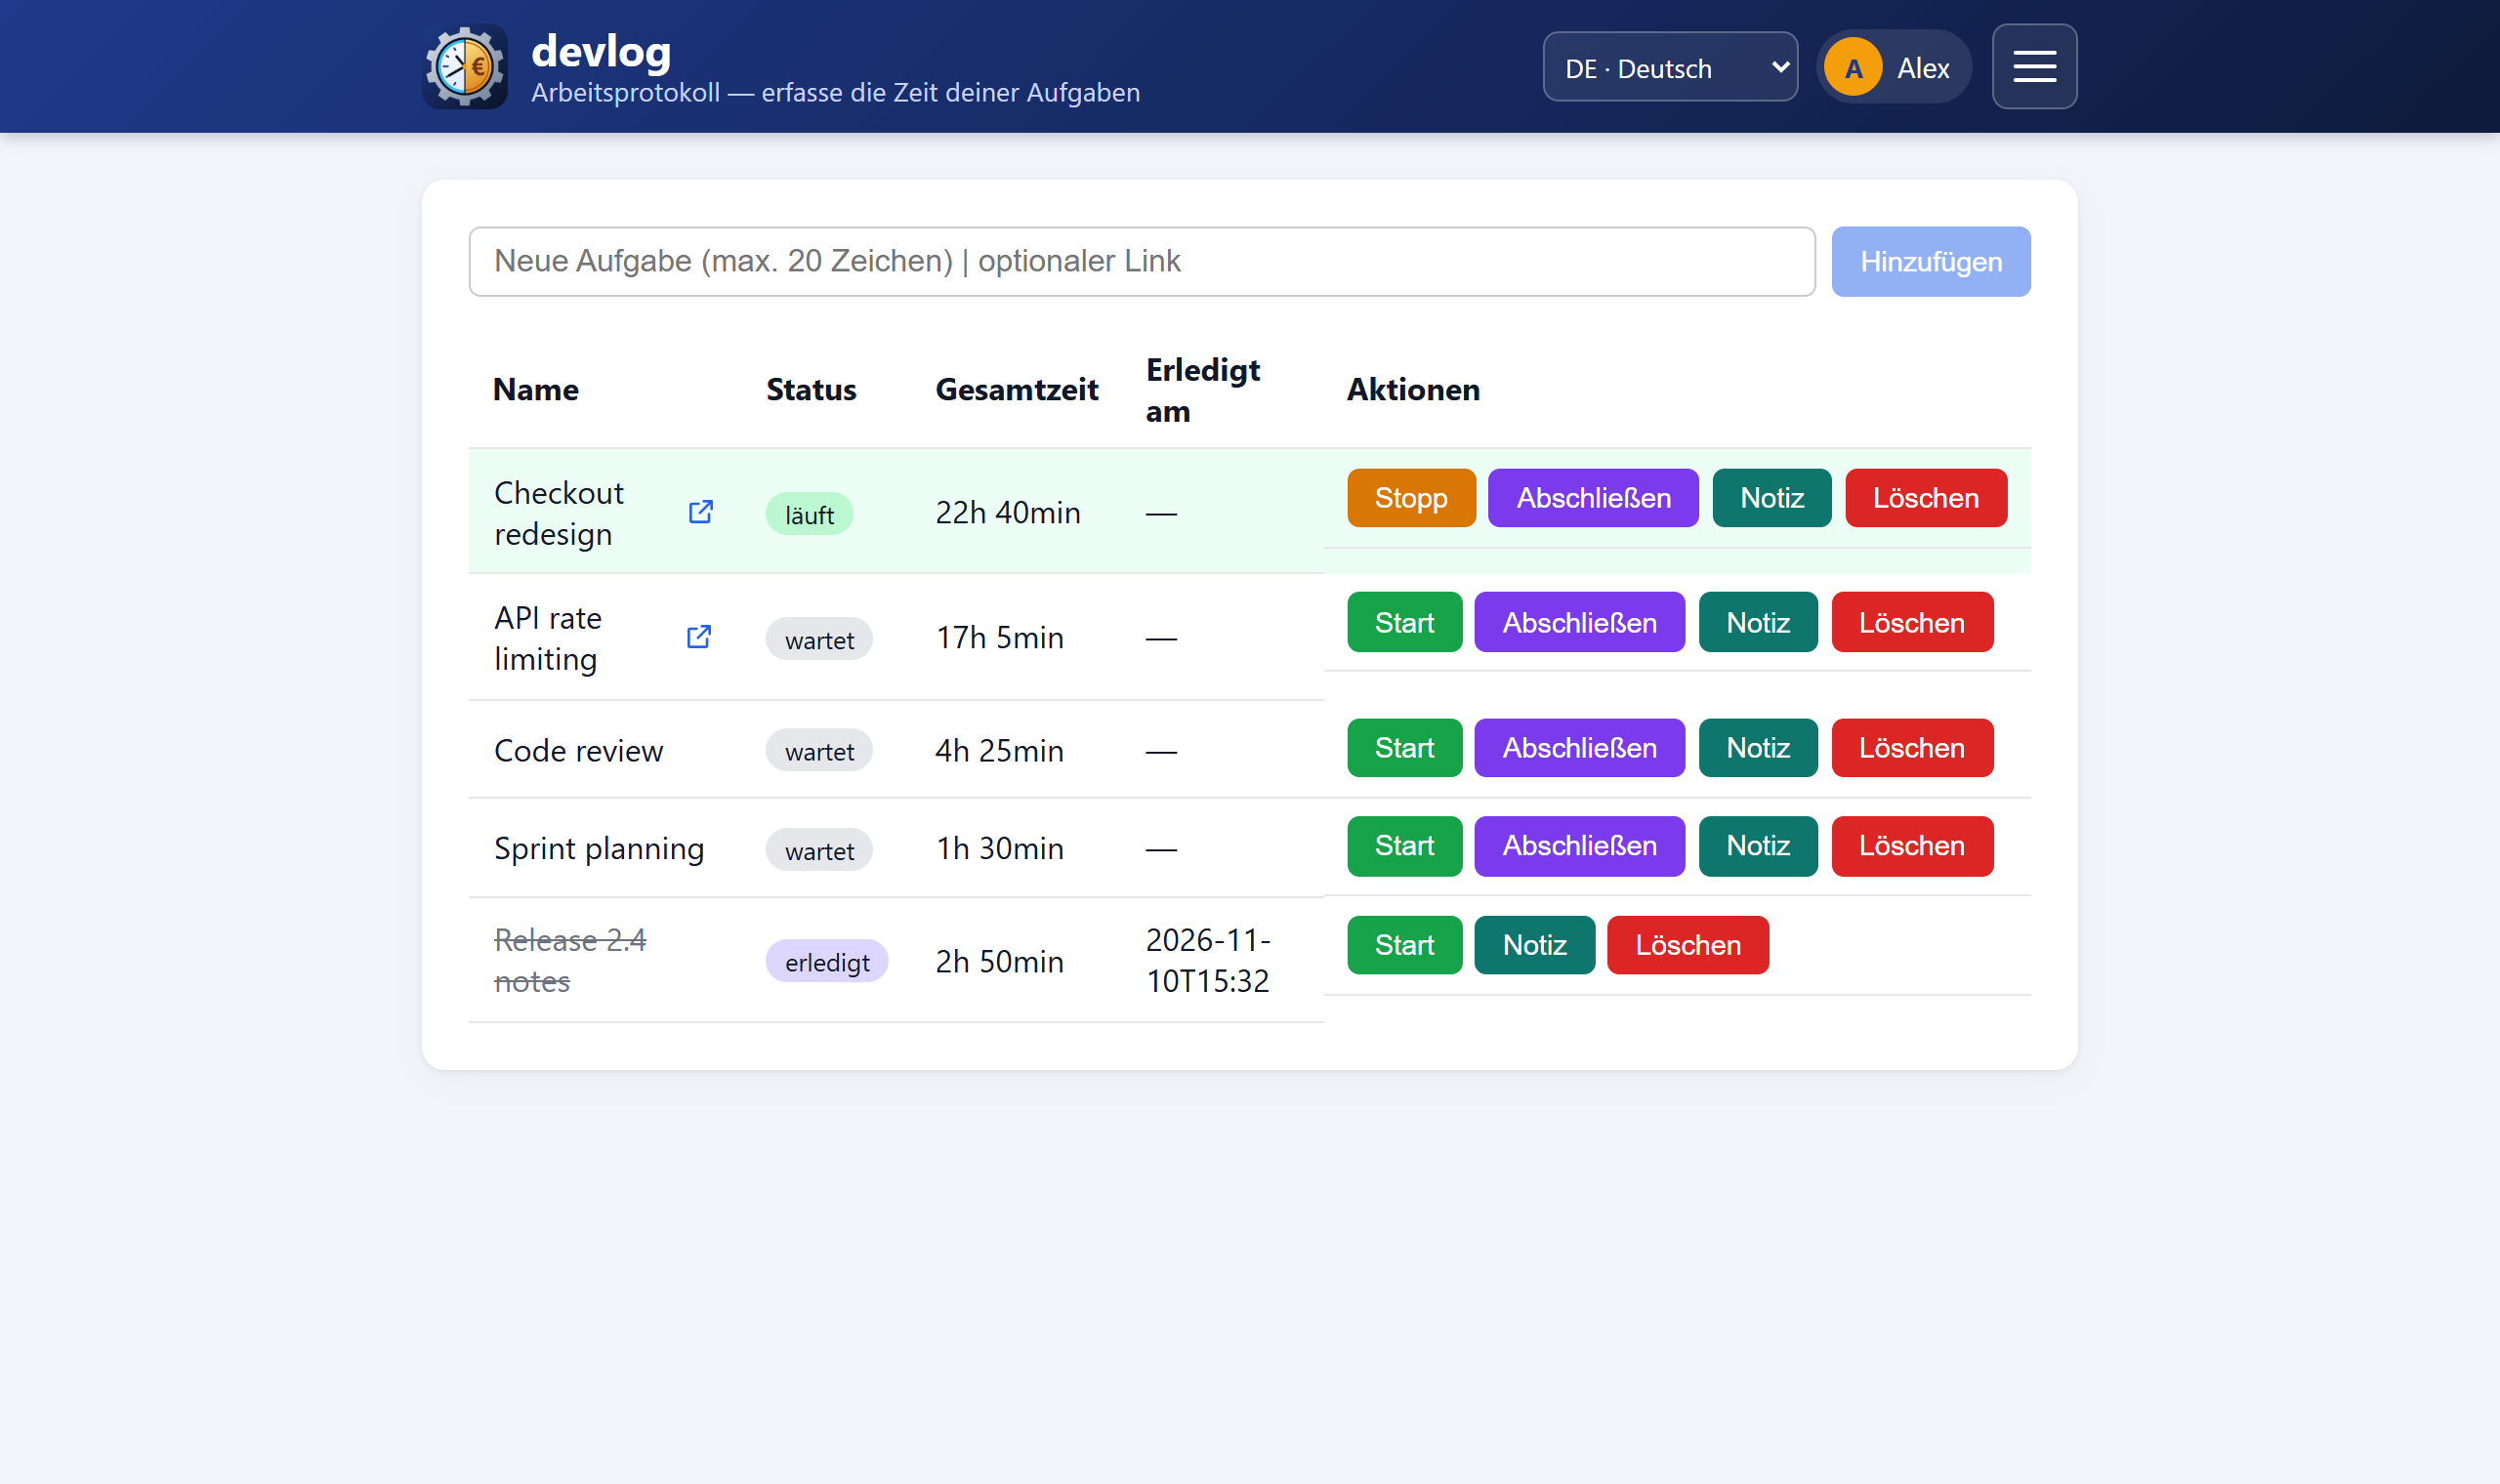 devlog
Arbeitsprotokoll — erfasse die Zeit deiner Aufgaben
DE · Deutsch
A Alex
Neue Aufgabe (max. 20 Zeichen) | optionaler Link
Hinzufügen
Name Status Gesamtzeit Erledigt am Aktionen
Checkout redesign läuft 22h 40min — Stopp Abschließen Notiz Löschen
API rate limiting wartet 17h 5min — Start Abschließen Notiz Löschen
Code review wartet 4h 25min — Start Abschließen Notiz Löschen
Sprint planning wartet 1h 30min — Start Abschließen Notiz Löschen
Release 2.4 notes erledigt 2h 50min 2026-11-10T15:32 Start Notiz Löschen